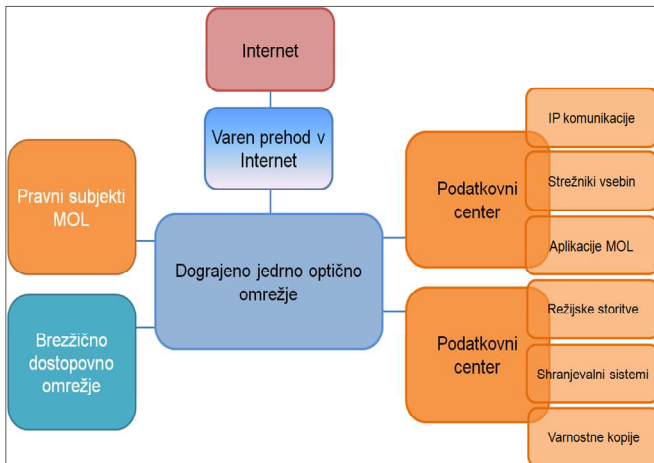 Internet
Varen prehod v
Internet
Pravni subjekti
MOL
Brezžično
dostopovno
omrežje
Dograjeno jedrno optično
omrežje
Podatkovni
center
Podatkovni
center
IP komunikacije
Strežniki vsebin
Aplikacije MOL
Režijske storitve
Shranjevalni sistemi
Varnostne kopije